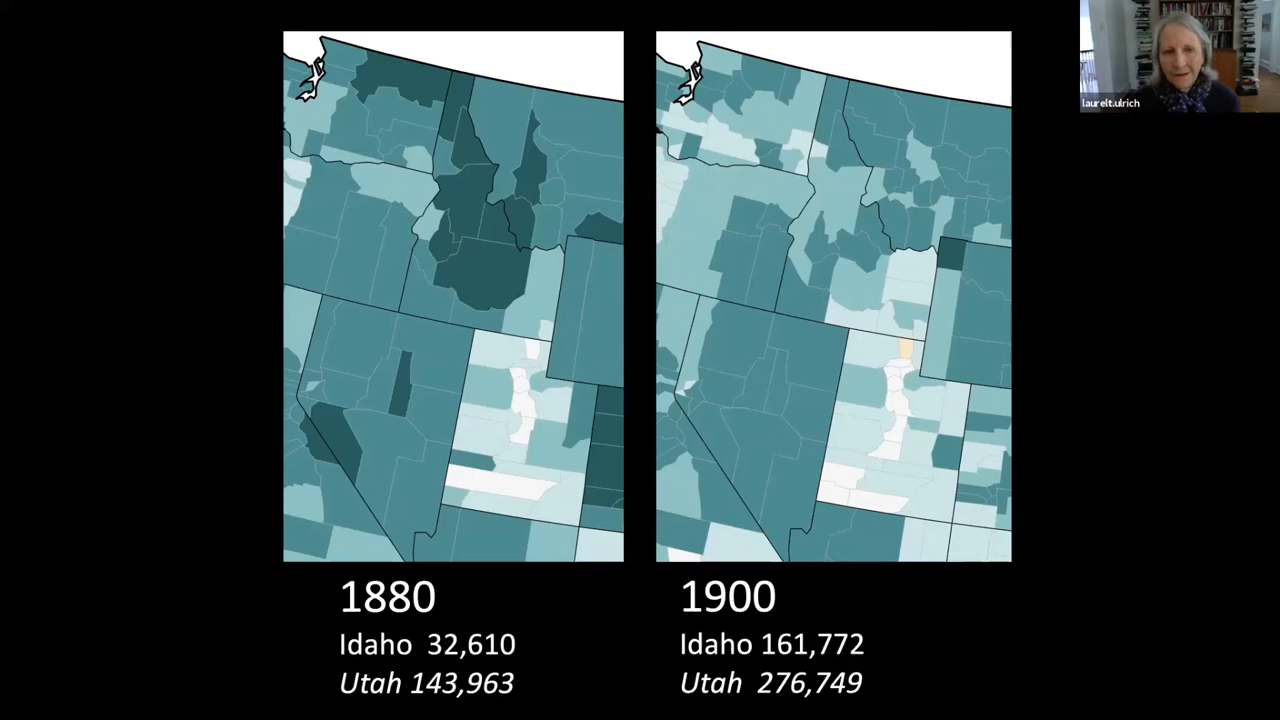 laurelt.ulrich
1880
Idaho 32,610
Utah 143,963
1900
Idaho 161,772
Utah 276,749